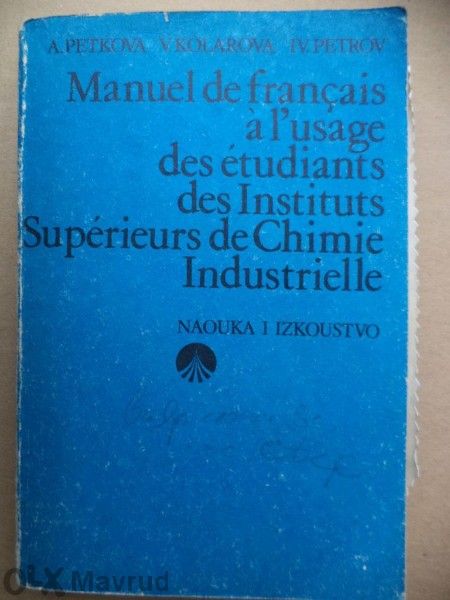 A. PETKOVA V. KOLAROVA IV. PETROV
Manuel de français
à l'usage
des étudiants
des Instituts
Supérieurs de Chimie
Industrielle
NAOUKA I IZKOUSTVO
OLX Mavrud